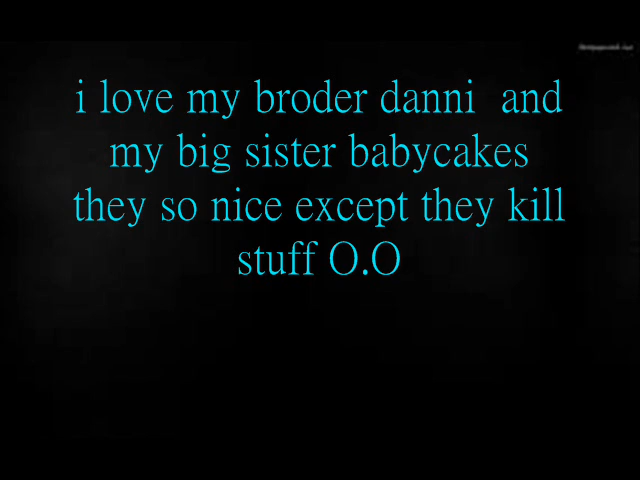 i love my broder danni  and
my big sister babycakes
they so nice except they kill
stuff O.O